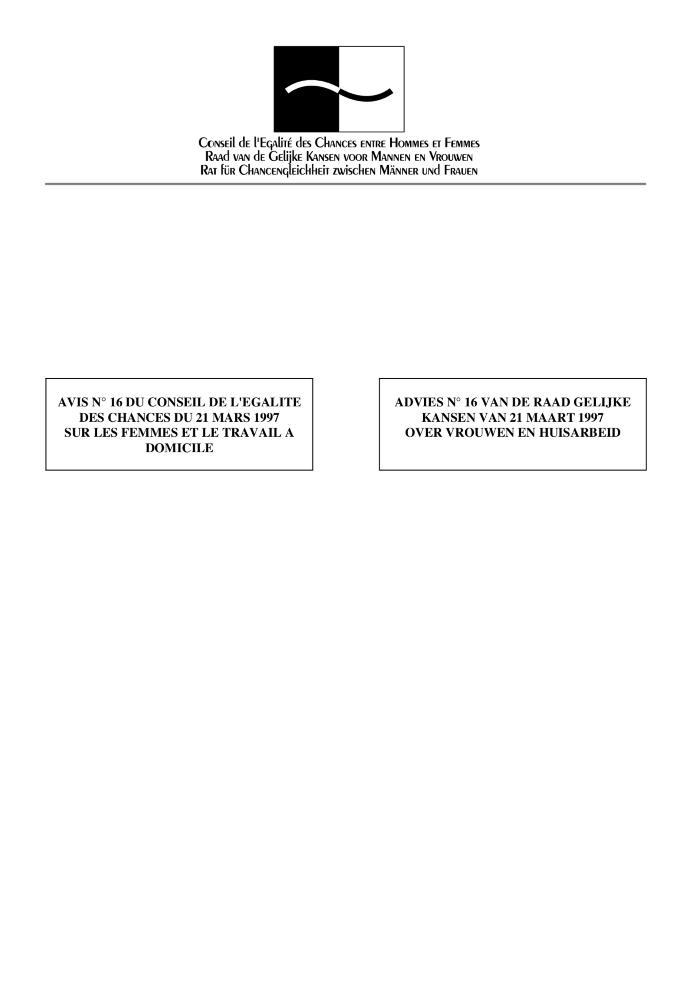 Conseil de l'Egalité des Chances entre Hommes et Femmes
Raad van de Gelijke Kansen voor Mannen en Vrouwen
Rat für Chancengleichheit zwischen Männer und Frauen
AVIS N° 16 DU CONSEIL DE L'EGALITE
DES CHANCES DU 21 MARS 1997
SUR LES FEMMES ET LE TRAVAIL A
DOMICILE
ADVIES N° 16 VAN DE RAAD GELIJKE
KANSEN VAN 21 MAART 1997
OVER VROUWEN EN HUISARBEID